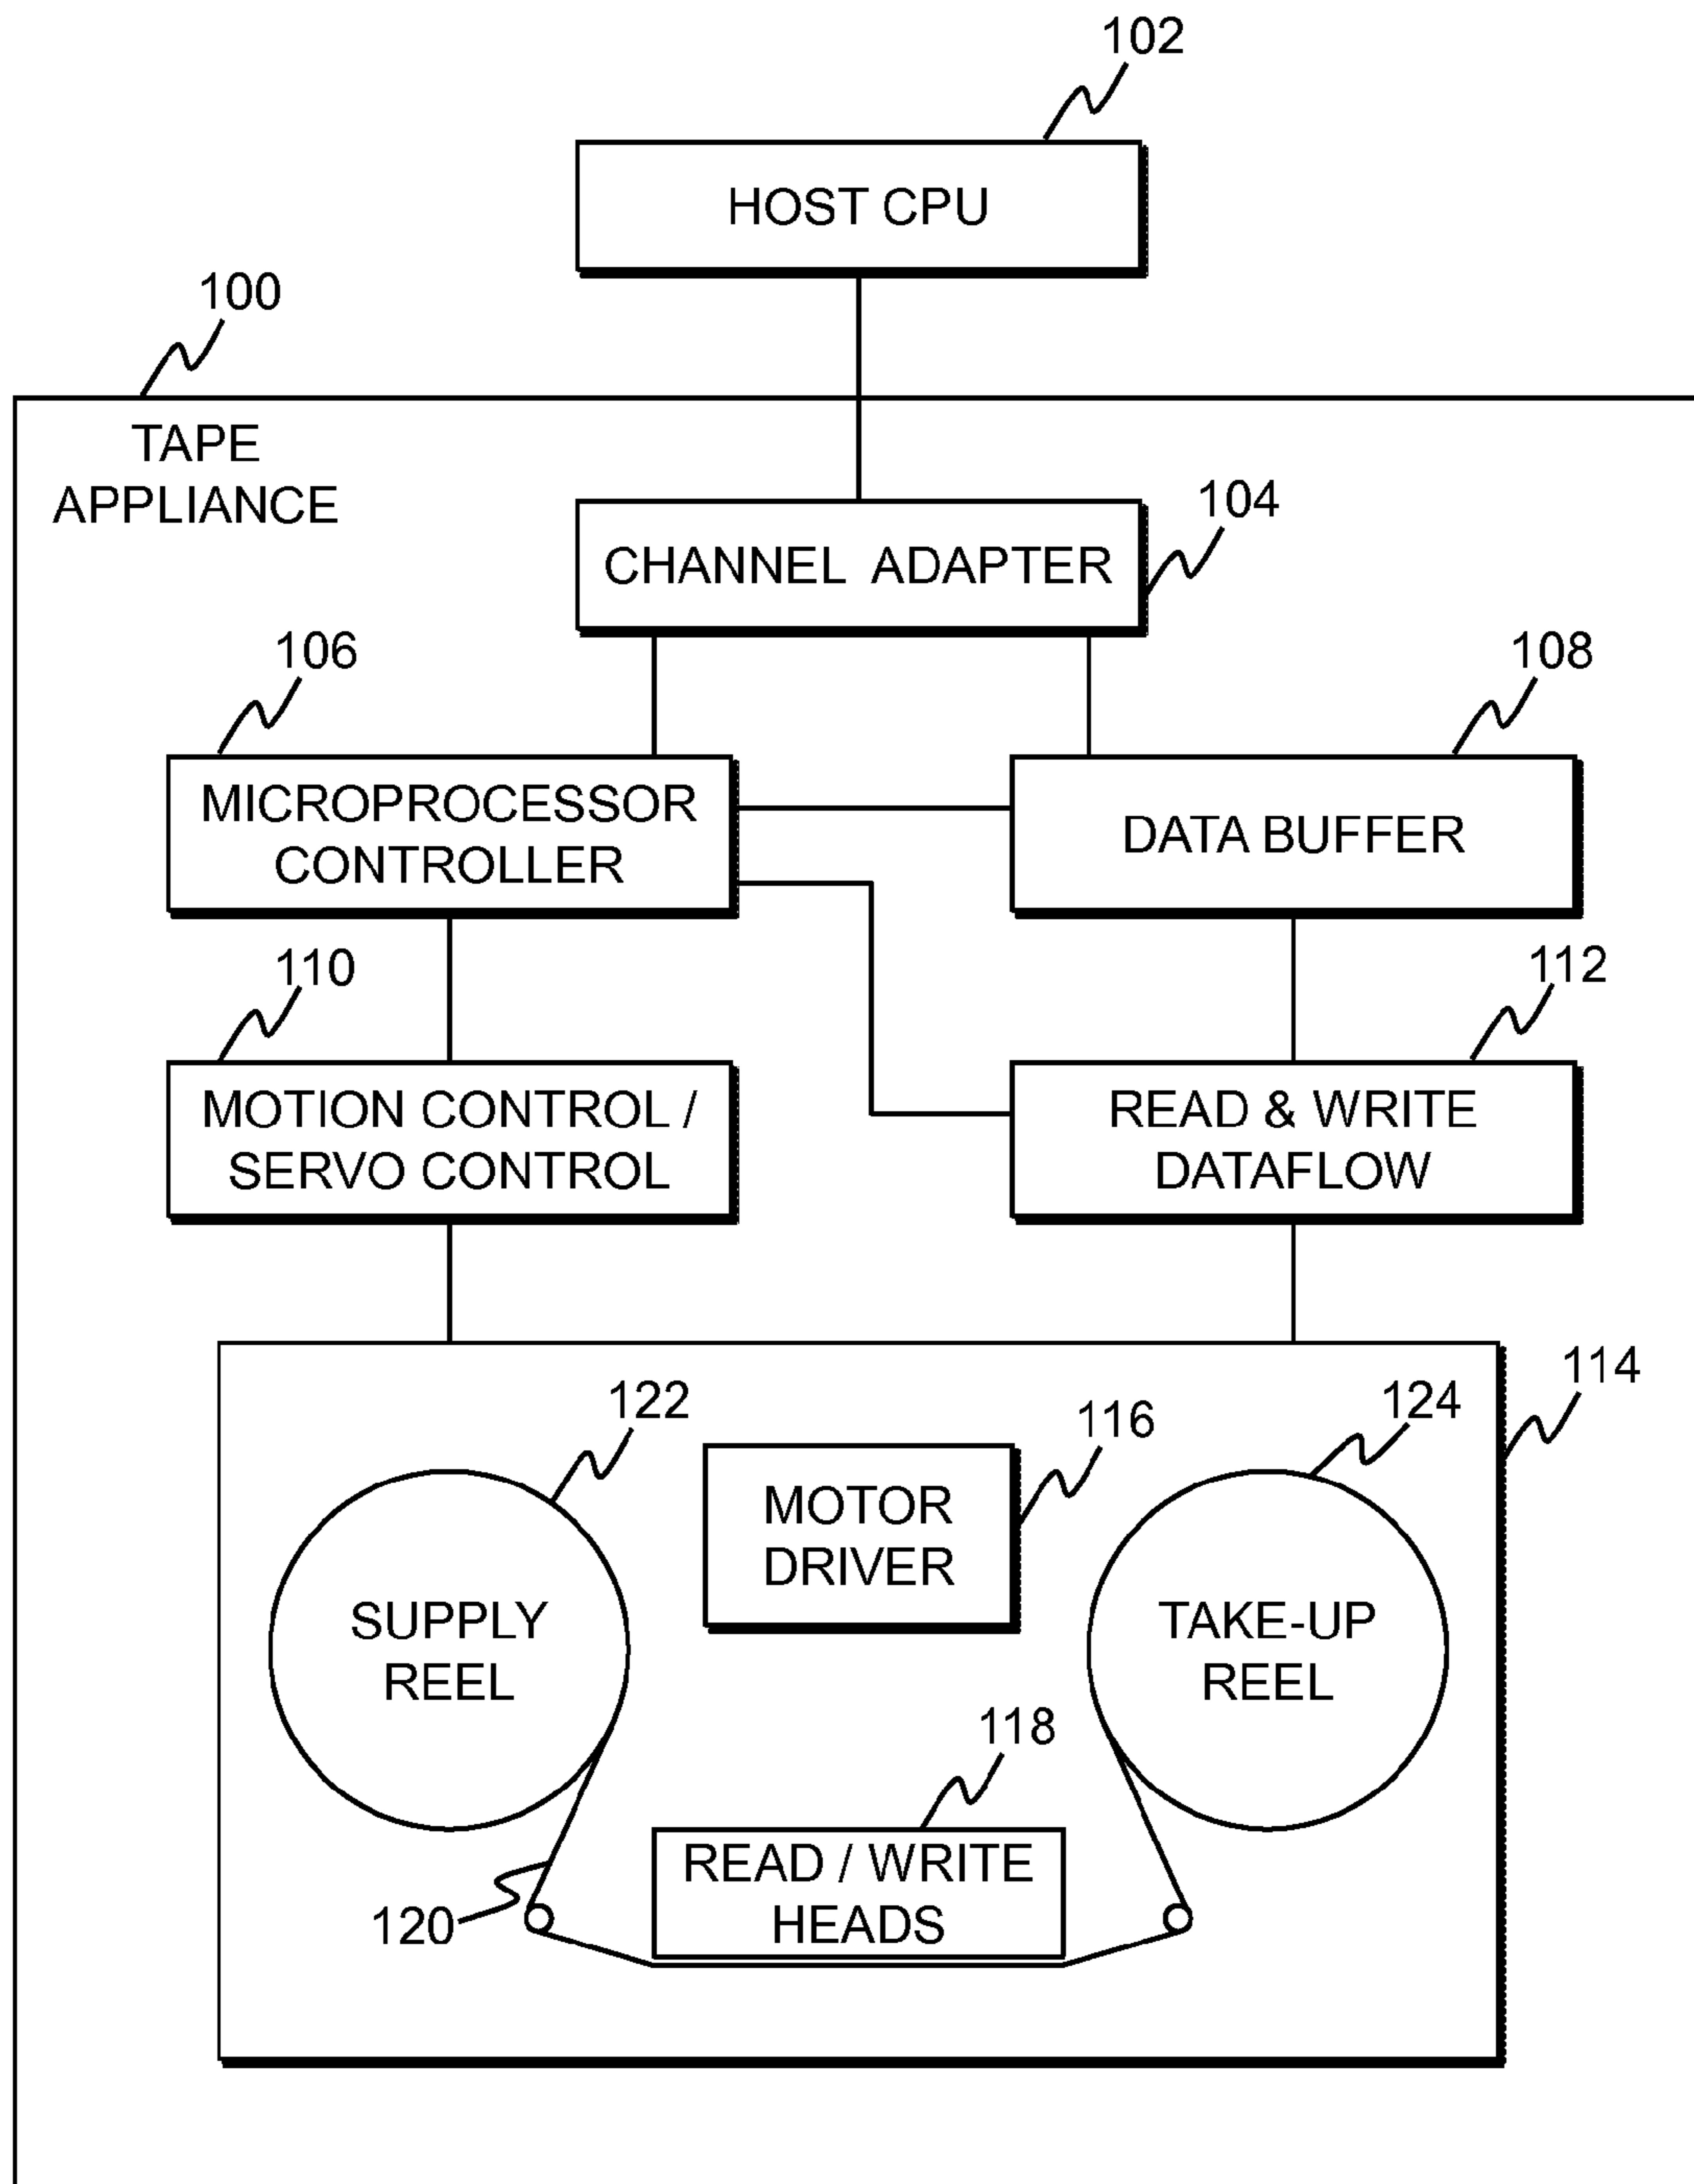 102
HOST CPU
100
TAPE
APPLIANCE
104
CHANNEL ADAPTER
106
108
MICROPROCESSOR
CONTROLLER
DATA BUFFER
110
112
MOTION CONTROL /
SERVO CONTROL
READ & WRITE
DATAFLOW
114
122
116
124
MOTOR
DRIVER
SUPPLY
REEL
TAKE-UP
REEL
118
READ / WRITE
HEADS
120